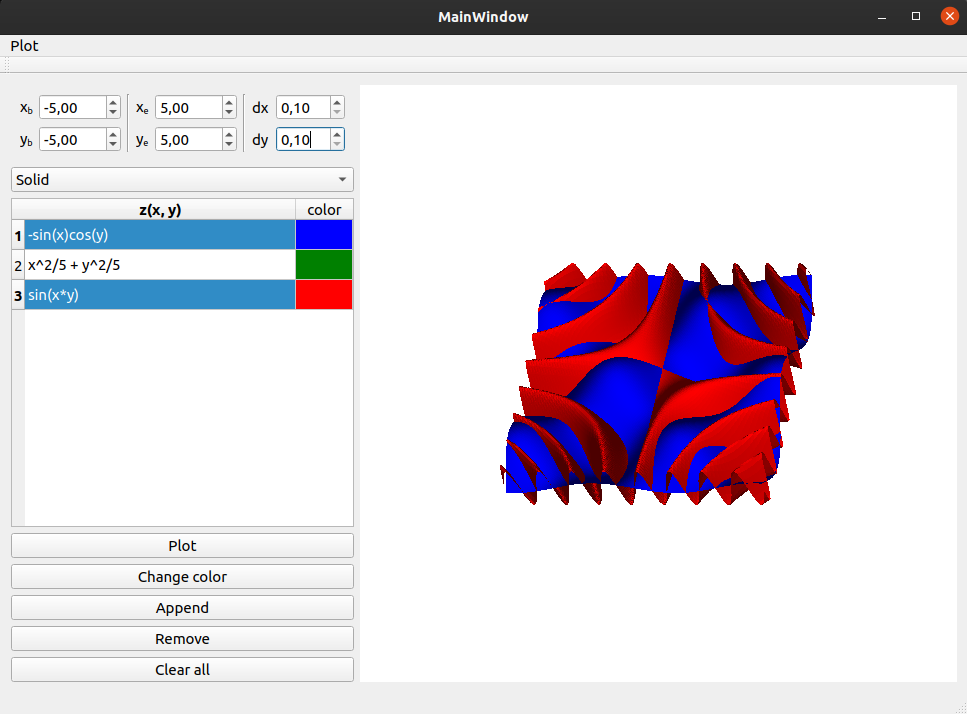 MainWindow
Plot
x_b -5,00 x_e 5,00 dx 0,10
y_b -5,00 y_e 5,00 dy 0,10
Solid
z(x, y) color
1 -sin(x)cos(y)
2 x^2/5 + y^2/5
3 sin(x*y)
Plot
Change color
Append
Remove
Clear all